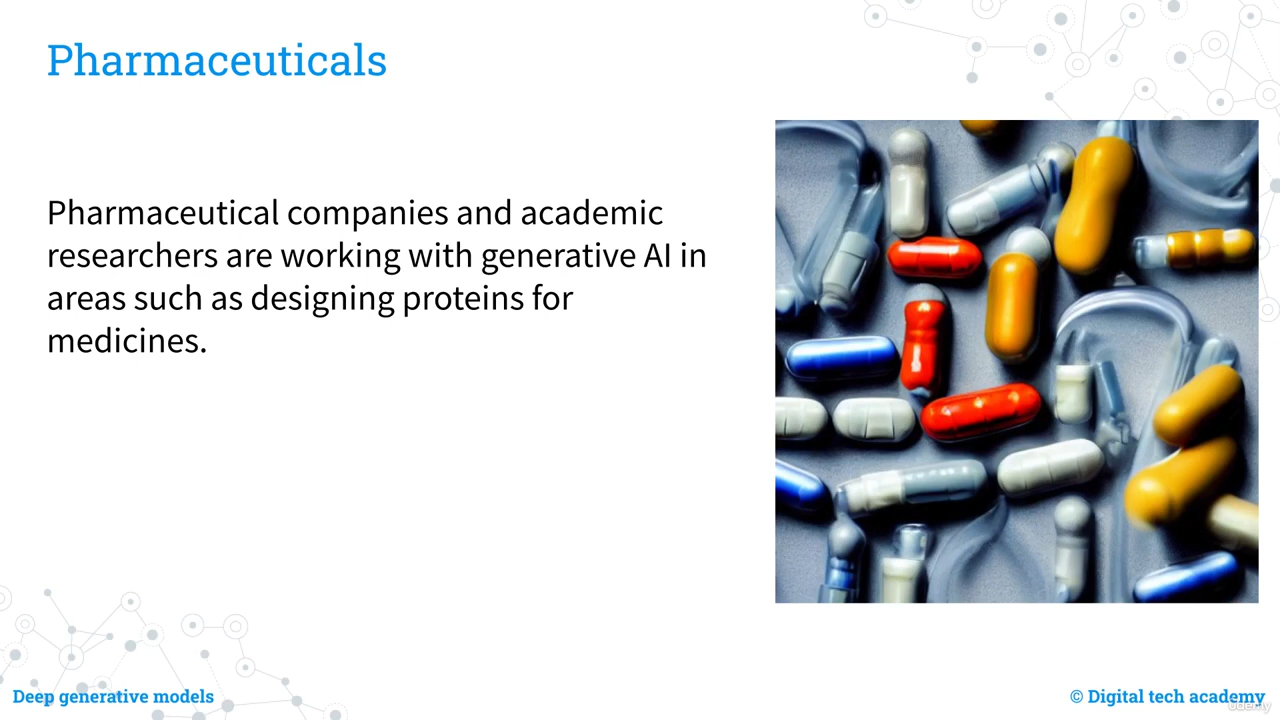 Pharmaceuticals
Pharmaceutical companies and academic
researchers are working with generative AI in
areas such as designing proteins for
medicines.
Deep generative models
© Digital tech academy
udemy